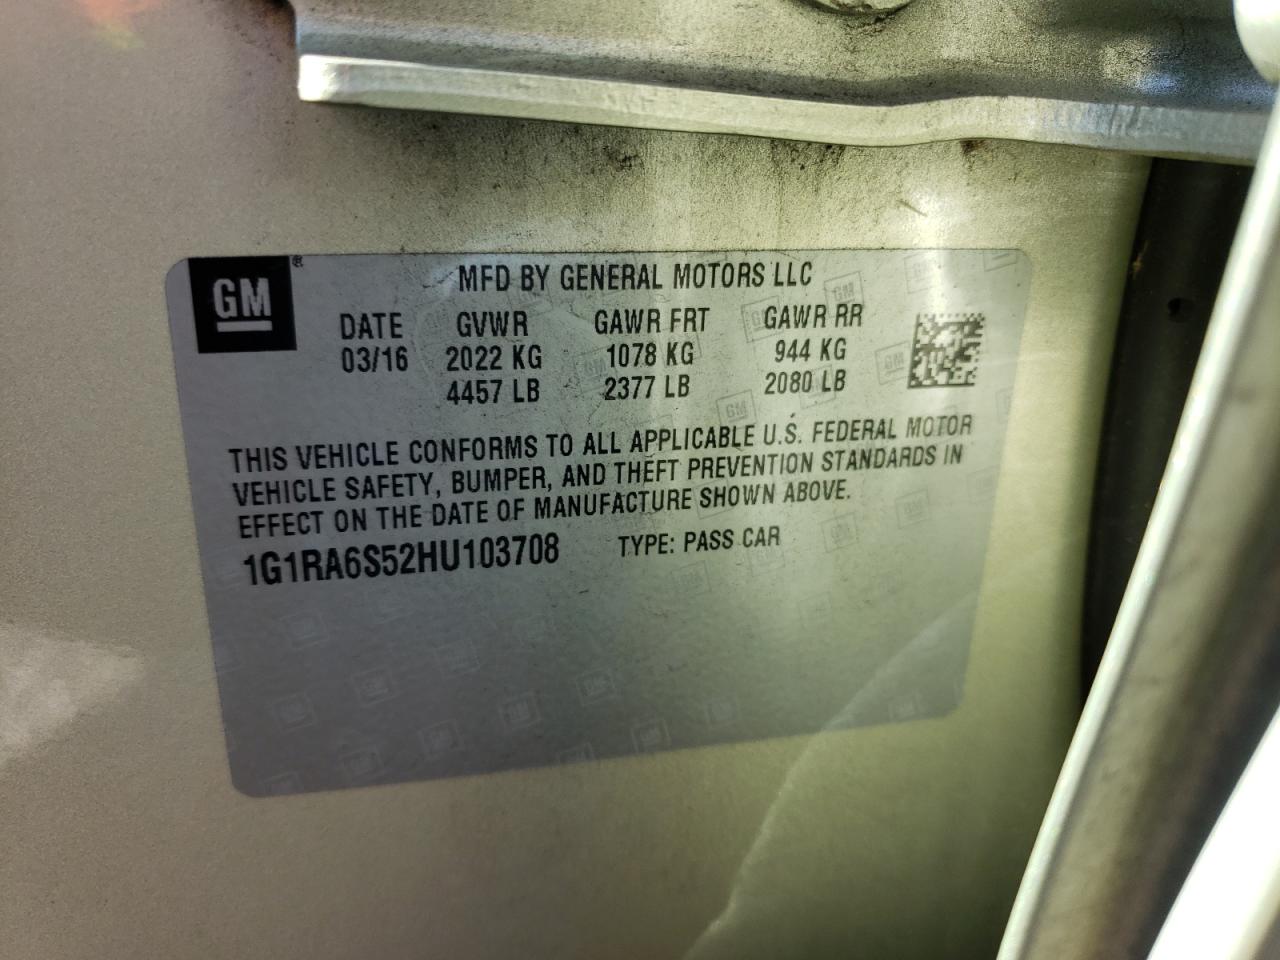 GM®
MFD BY GENERAL MOTORS LLC
DATE GVWR GAWR FRT GAWR RR
03/16 2022 KG 1078 KG 944 KG
4457 LB 2377 LB 2080 LB
THIS VEHICLE CONFORMS TO ALL APPLICABLE U.S. FEDERAL MOTOR
VEHICLE SAFETY, BUMPER, AND THEFT PREVENTION STANDARDS IN
EFFECT ON THE DATE OF MANUFACTURE SHOWN ABOVE.
1G1RA6S52HU103708 TYPE: PASS CAR